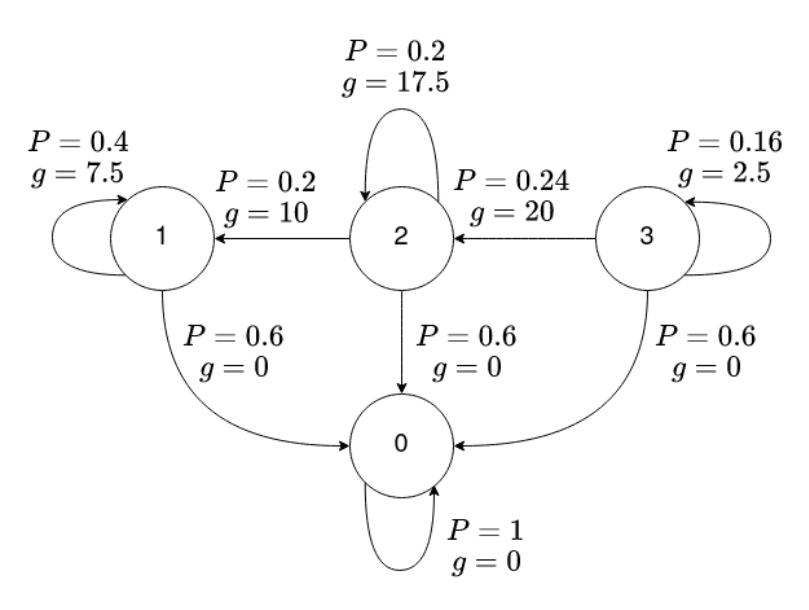 P = 0.2
g = 17.5
P = 0.4
g = 7.5
P = 0.2
g = 10
P = 0.24
g = 20
P = 0.16
g = 2.5
1
2
3
P = 0.6
g = 0
P = 0.6
g = 0
P = 0.6
g = 0
0
P = 1
g = 0